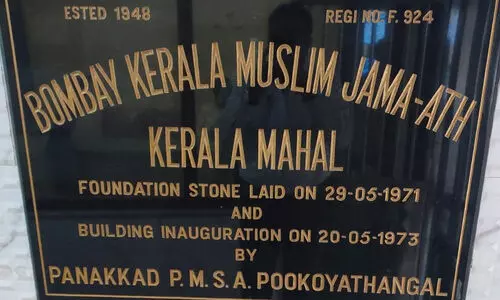 ESTED 1948 REGI NO. F. 924
BOMBAY KERALA MUSLIM JAMA-ATH
KERALA MAHAL
FOUNDATION STONE LAID ON 29-05-1971
AND
BUILDING INAUGURATION ON 20-05-1973
BY
PANAKKAD P.M.S.A. POOKOYATHANGAL